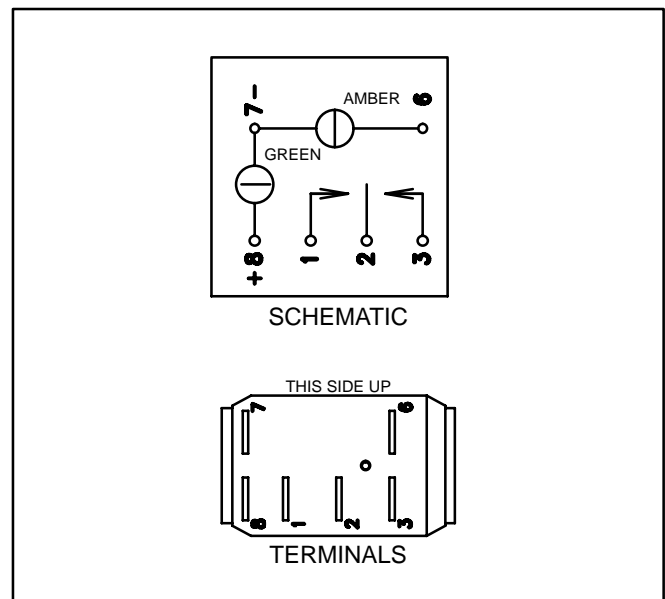 7 -
AMBER
6
GREEN
+ 8
1
2
3
SCHEMATIC
THIS SIDE UP
7
6
8
1
2
3
TERMINALS